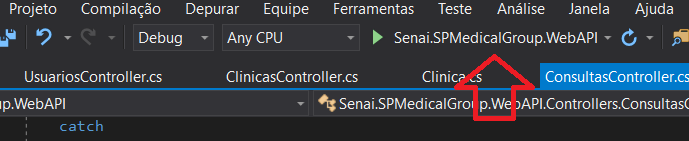 Projeto Compilação Depurar Equipe Ferramentas Teste Análise Janela Ajuda
Debug Any CPU Senai.SPMedicalGroup.WebAPI
UsuariosController.cs ClinicasController.cs Clinica.cs ConsultasController.cs
up.WebAPI Senai.SPMedicalGroup.WebAPI.Controllers.ConsultasC
catch